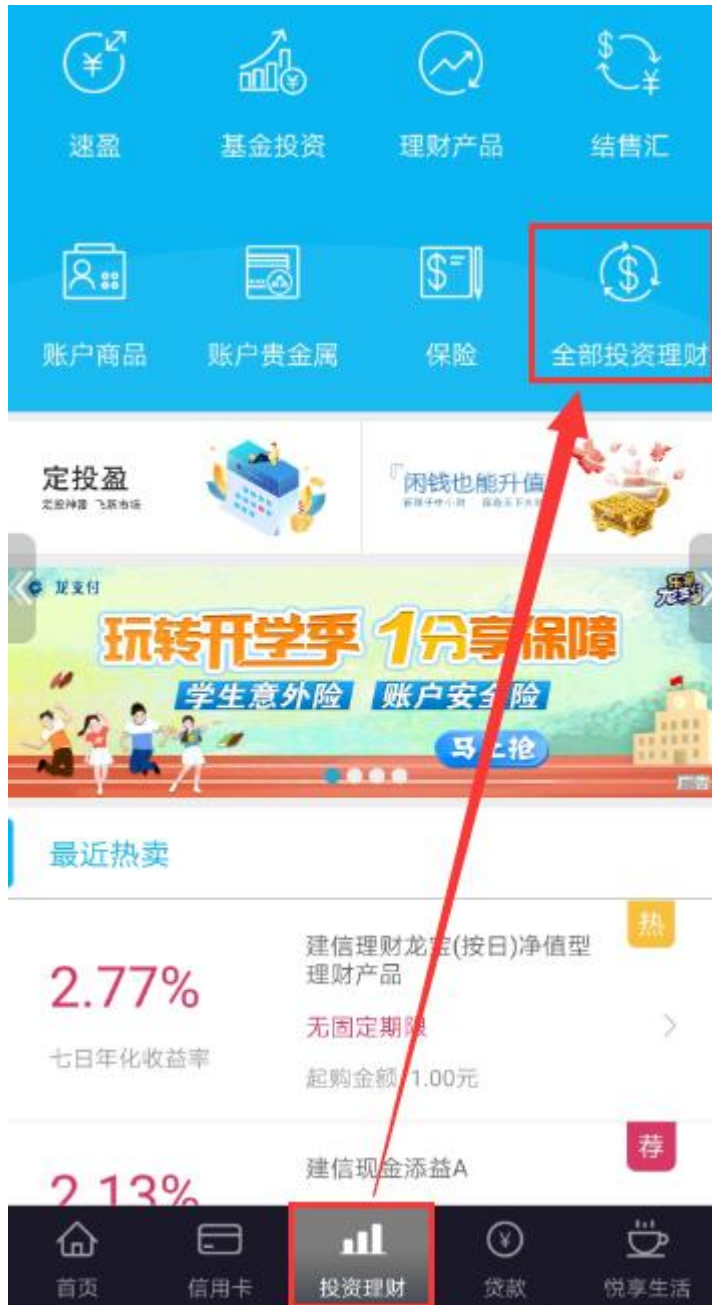 速盈
基金投资
理财产品
结售汇
账户商品
账户贵金属
保险
全部投资理财
定投盈
『闲钱也能升值
龙支付
玩转开学季 1分享保障
学生意外险 账户安全险
马上抢
广告
最近热卖
热
2.77%
七日年化收益率
建信理财龙宝(按日)净值型
理财产品
无固定期限
起购金额 1.00元
荐
2.13%
建信现金添益A
首页
信用卡
投资理财
贷款
悦享生活